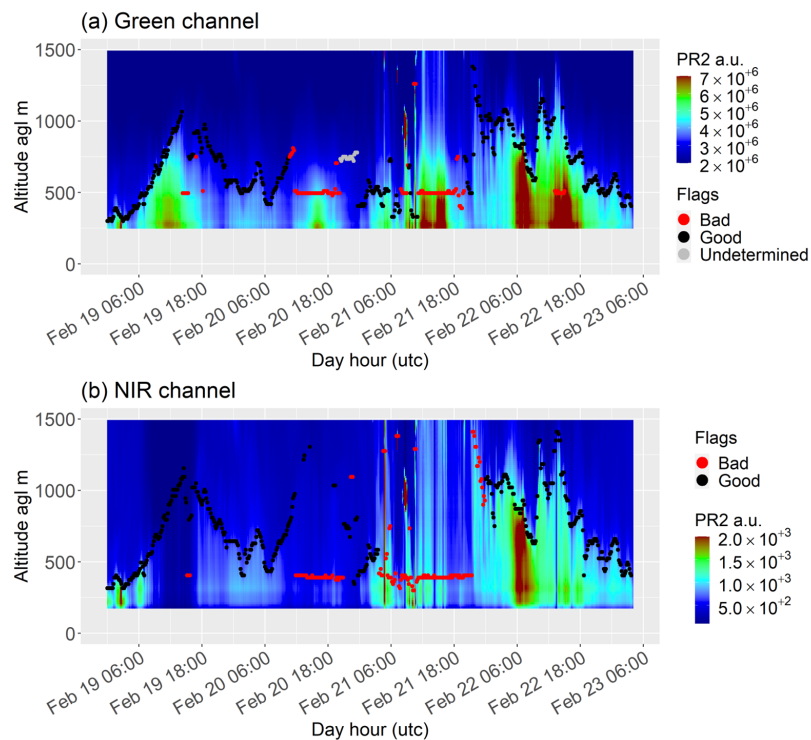 (a) Green channel
Altitude agl m
1500
1000
500
0
Feb 19 06:00
Feb 19 18:00
Feb 20 06:00
Feb 20 18:00
Feb 21 06:00
Feb 21 18:00
Feb 22 06:00
Feb 22 18:00
Feb 23 06:00
Day hour (utc)
PR2 a.u.
7 × 10⁺⁶
6 × 10⁺⁶
5 × 10⁺⁶
4 × 10⁺⁶
3 × 10⁺⁶
2 × 10⁺⁶
Flags
Bad
Good
Undetermined
(b) NIR channel
Altitude agl m
1500
1000
500
0
Feb 19 06:00
Feb 19 18:00
Feb 20 06:00
Feb 20 18:00
Feb 21 06:00
Feb 21 18:00
Feb 22 06:00
Feb 22 18:00
Feb 23 06:00
Day hour (utc)
Flags
Bad
Good
PR2 a.u.
2.0 × 10⁺³
1.5 × 10⁺³
1.0 × 10⁺³
5.0 × 10⁺²